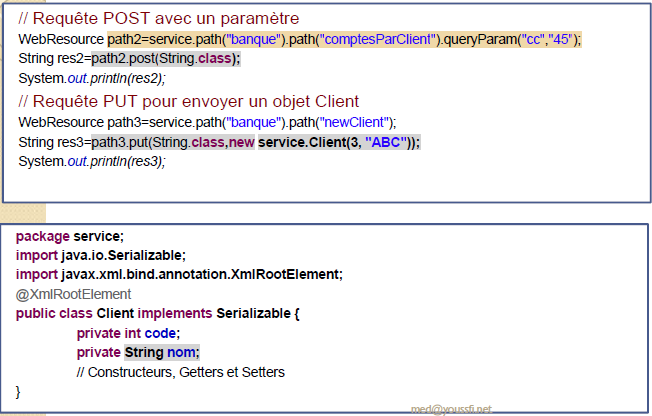 // Requête POST avec un paramètre
WebResource path2=service.path("banque").path("comptesParClient").queryParam("cc","45");
String res2=path2.post(String.class);
System.out.println(res2);
// Requête PUT pour envoyer un objet Client
WebResource path3=service.path("banque").path("newClient");
String res3=path3.put(String.class,new service.Client(3, "ABC"));
System.out.println(res3);
package service;
import java.io.Serializable;
import javax.xml.bind.annotation.XmlRootElement;
@XmlRootElement
public class Client implements Serializable {
private int code;
private String nom;
// Constructeurs, Getters et Setters
}
med@youssfi.net